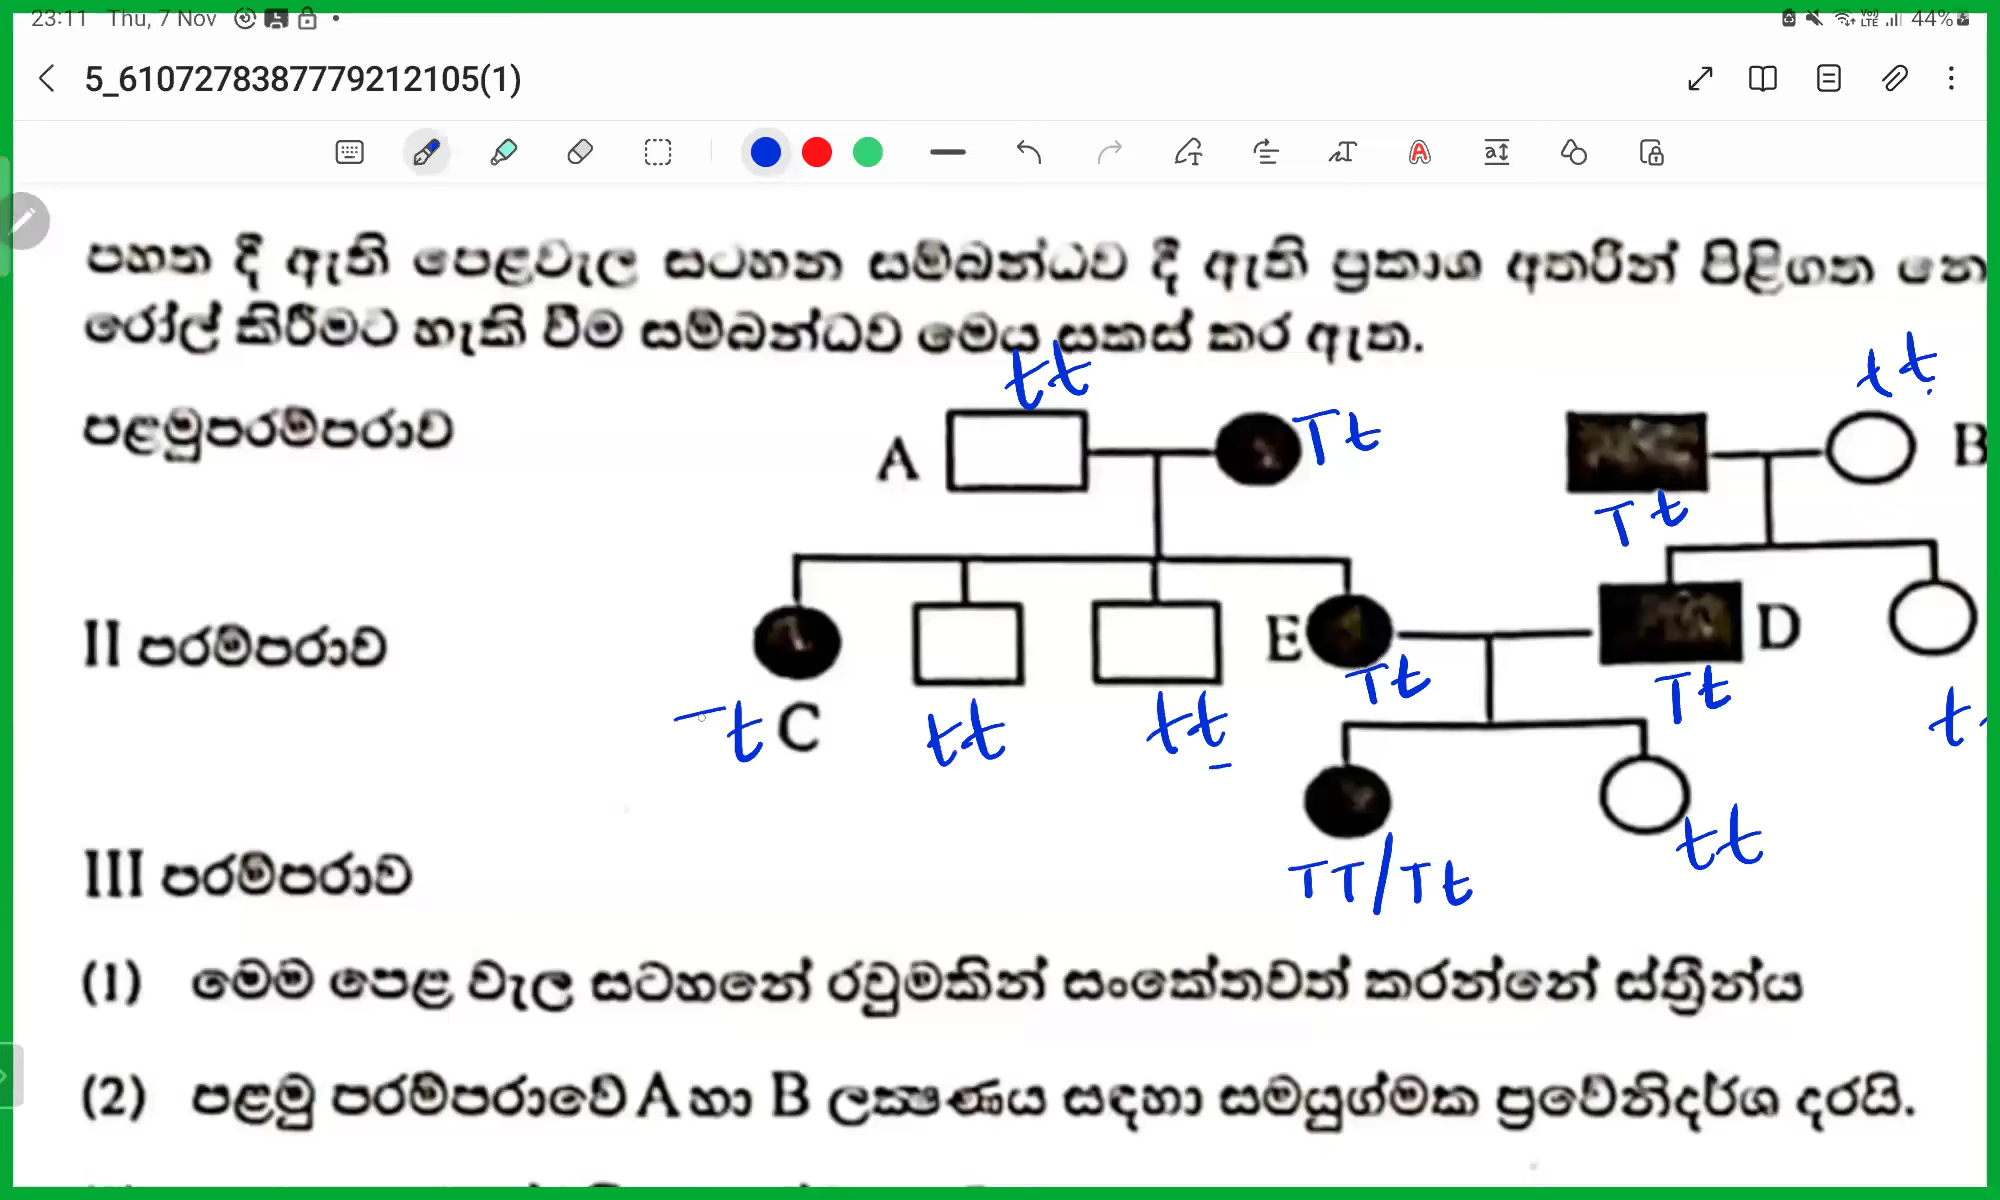 23:11 Thu, 7 Nov
44%
5_6107278387779212105(1)
පහත දී ඇති පෙළවැල සටහන සම්බන්ධව දී ඇති ප්‍රකාශ අතරින් පිළිගත නො
රෝල් කිරීමට හැකි වීම සම්බන්ධව මෙය සකස් කර ඇත.
tt
tt
පළමුපරම්පරාව
A
Tt
B
Tt
II පරම්පරාව
E
D
Tt
Tt
Tt C
tt
tt
t
tt
III පරම්පරාව
TT/Tt
(1) මෙම පෙළ වැල සටහනේ රවුමකින් සංකේතවත් කරන්නේ ස්ත්‍රීන්ය
(2) පළමු පරම්පරාවේ A හා B ලක්ෂණය සඳහා සමයුග්මක ප්‍රවේනිදර්ශ දරයි.